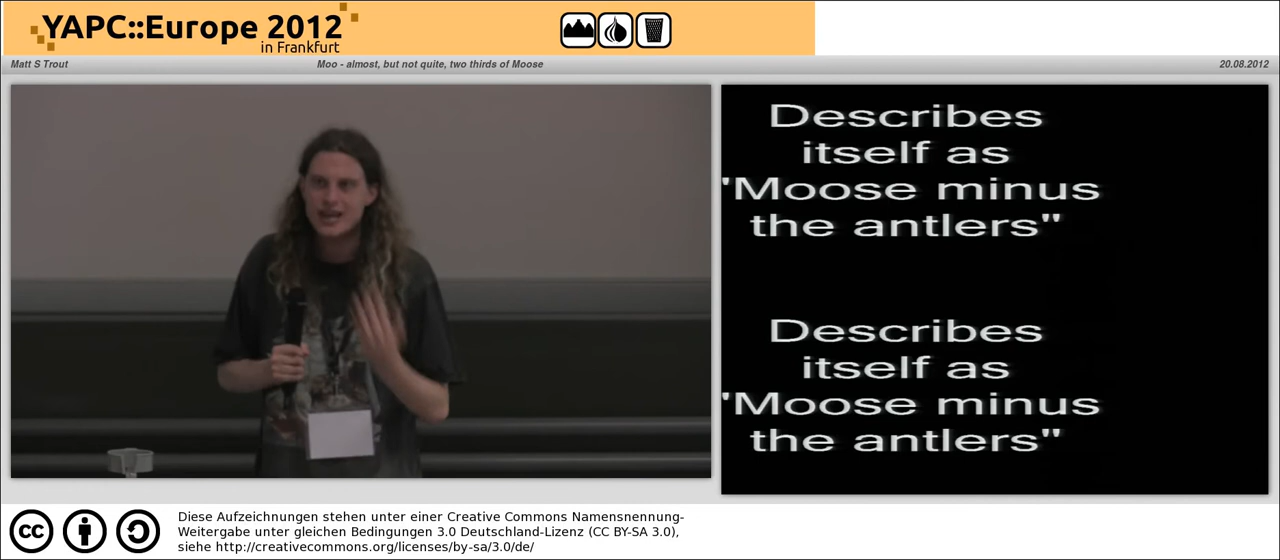 YAPC::Europe 2012
in Frankfurt
Matt S Trout
Moo - almost, but not quite, two thirds of Moose
20.08.2012
Describes
itself as
'Moose minus
the antlers"
Describes
itself as
'Moose minus
the antlers"
cc
Diese Aufzeichnungen stehen unter einer Creative Commons Namensnennung-
Weitergabe unter gleichen Bedingungen 3.0 Deutschland-Lizenz (CC BY-SA 3.0),
siehe http://creativecommons.org/licenses/by-sa/3.0/de/